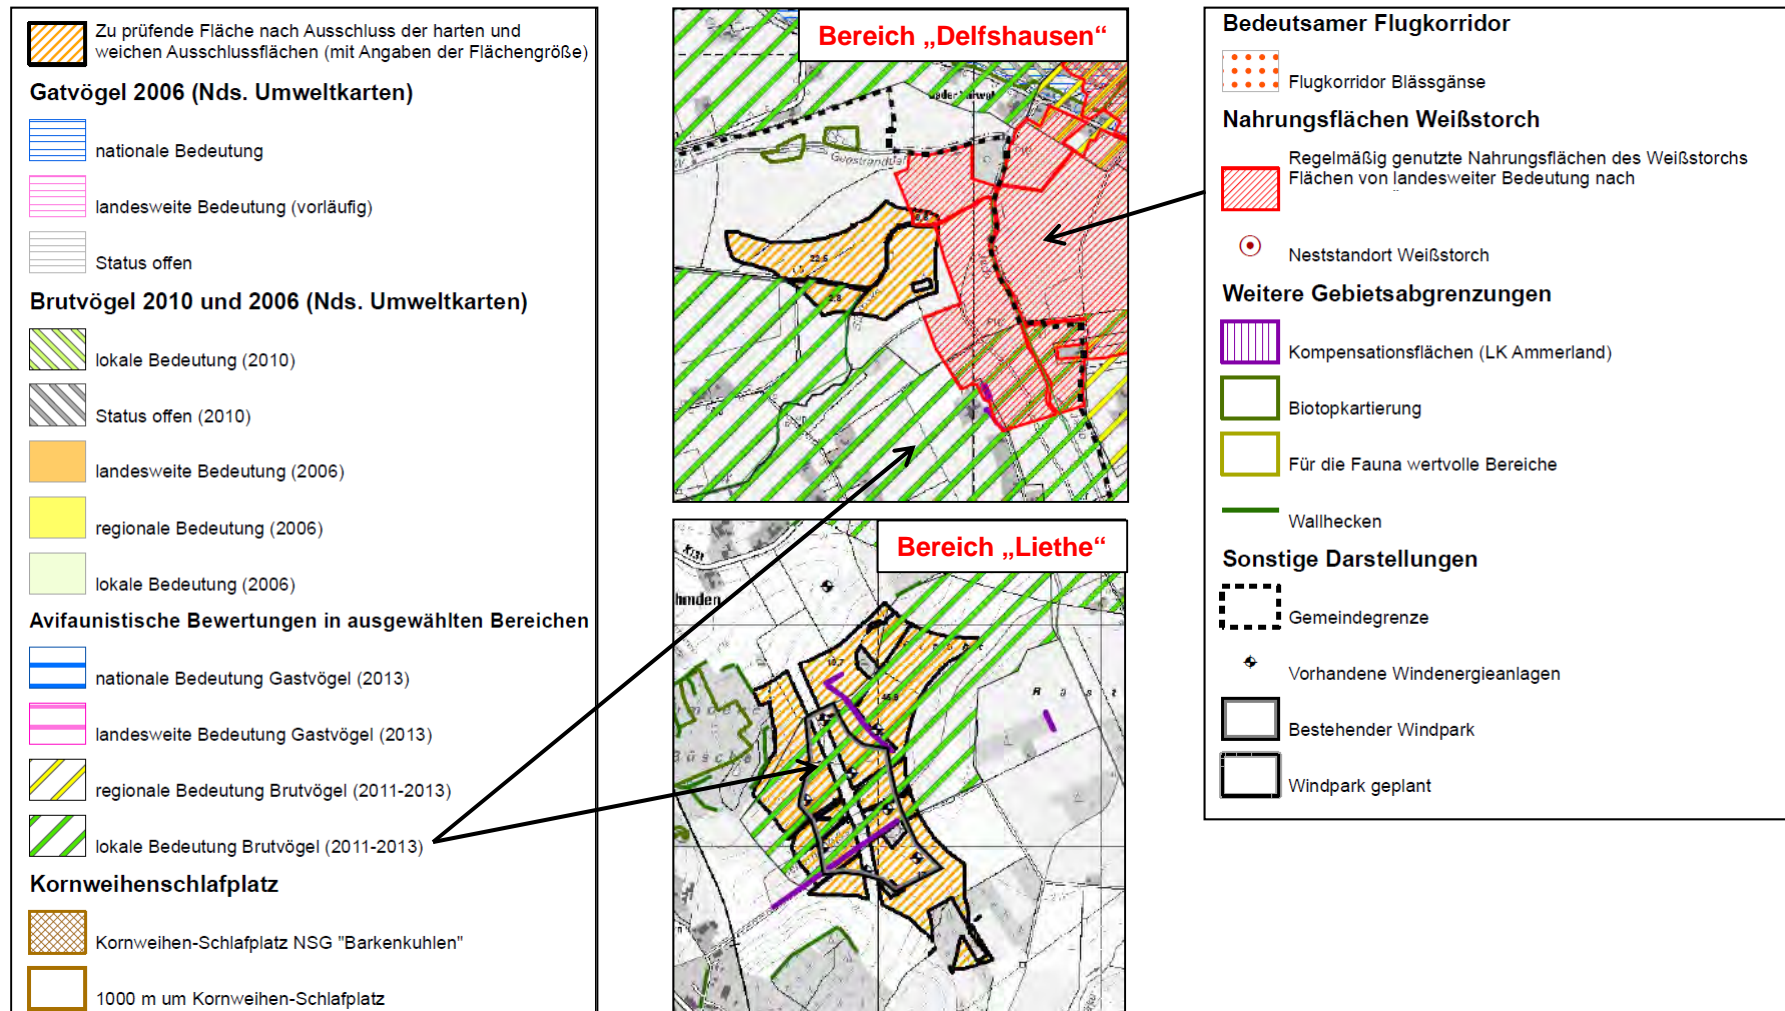 Zu prüfende Fläche nach Ausschluss der harten und
weichen Ausschlussflächen (mit Angaben der Flächengröße)
Gatvögel 2006 (Nds. Umweltkarten)
nationale Bedeutung
landesweite Bedeutung (vorläufig)
Status offen
Brutvögel 2010 und 2006 (Nds. Umweltkarten)
lokale Bedeutung (2010)
Status offen (2010)
landesweite Bedeutung (2006)
regionale Bedeutung (2006)
lokale Bedeutung (2006)
Avifaunistische Bewertungen in ausgewählten Bereichen
nationale Bedeutung Gastvögel (2013)
landesweite Bedeutung Gastvögel (2013)
regionale Bedeutung Brutvögel (2011-2013)
lokale Bedeutung Brutvögel (2011-2013)
Kornweihenschlafplatz
Kornweihen-Schlafplatz NSG "Barkenkuhlen"
1000 m um Kornweihen-Schlafplatz
Bereich „Delfshausen“
22.5
2.8
Bereich „Liethe“
hmden
R ü s t
Büsche
Bedeutsamer Flugkorridor
Flugkorridor Blässgänse
Nahrungsflächen Weißstorch
Regelmäßig genutzte Nahrungsflächen des Weißstorchs
Flächen von landesweiter Bedeutung nach
Neststandort Weißstorch
Weitere Gebietsabgrenzungen
Kompensationsflächen (LK Ammerland)
Biotopkartierung
Für die Fauna wertvolle Bereiche
Wallhecken
Sonstige Darstellungen
Gemeindegrenze
Vorhandene Windenergieanlagen
Bestehender Windpark
Windpark geplant